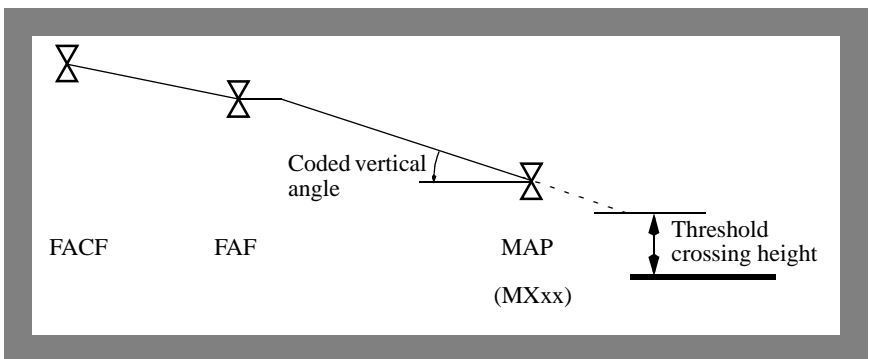 Coded vertical
angle
Threshold
crossing height
FACF
FAF
MAP
(MXxx)